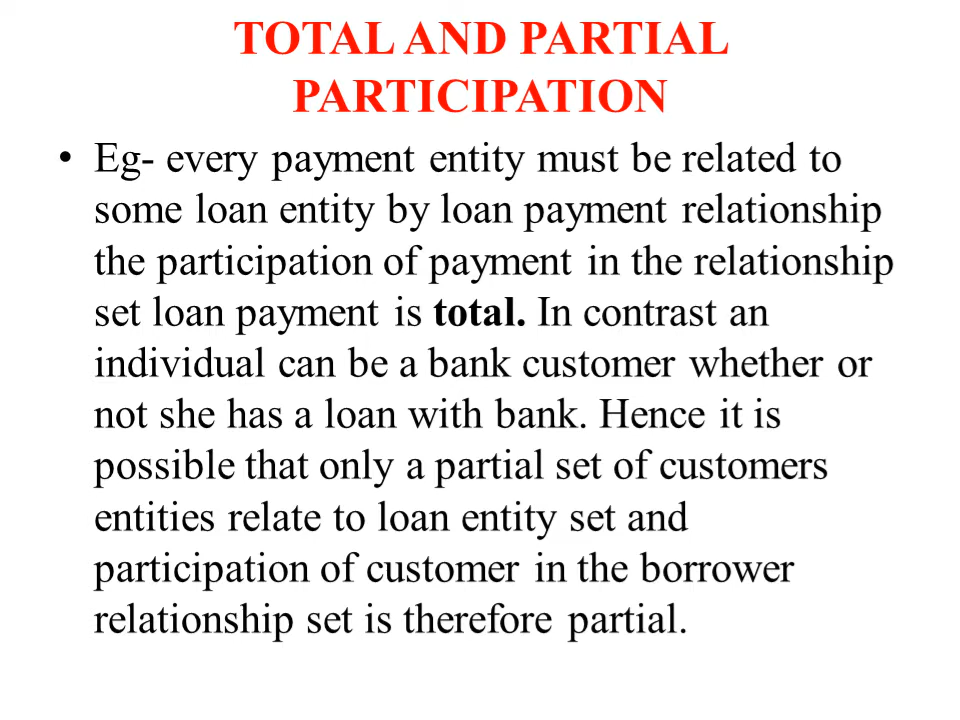 TOTAL AND PARTIAL
PARTICIPATION
• Eg- every payment entity must be related to
some loan entity by loan payment relationship
the participation of payment in the relationship
set loan payment is total. In contrast an
individual can be a bank customer whether or
not she has a loan with bank. Hence it is
possible that only a partial set of customers
entities relate to loan entity set and
participation of customer in the borrower
relationship set is therefore partial.